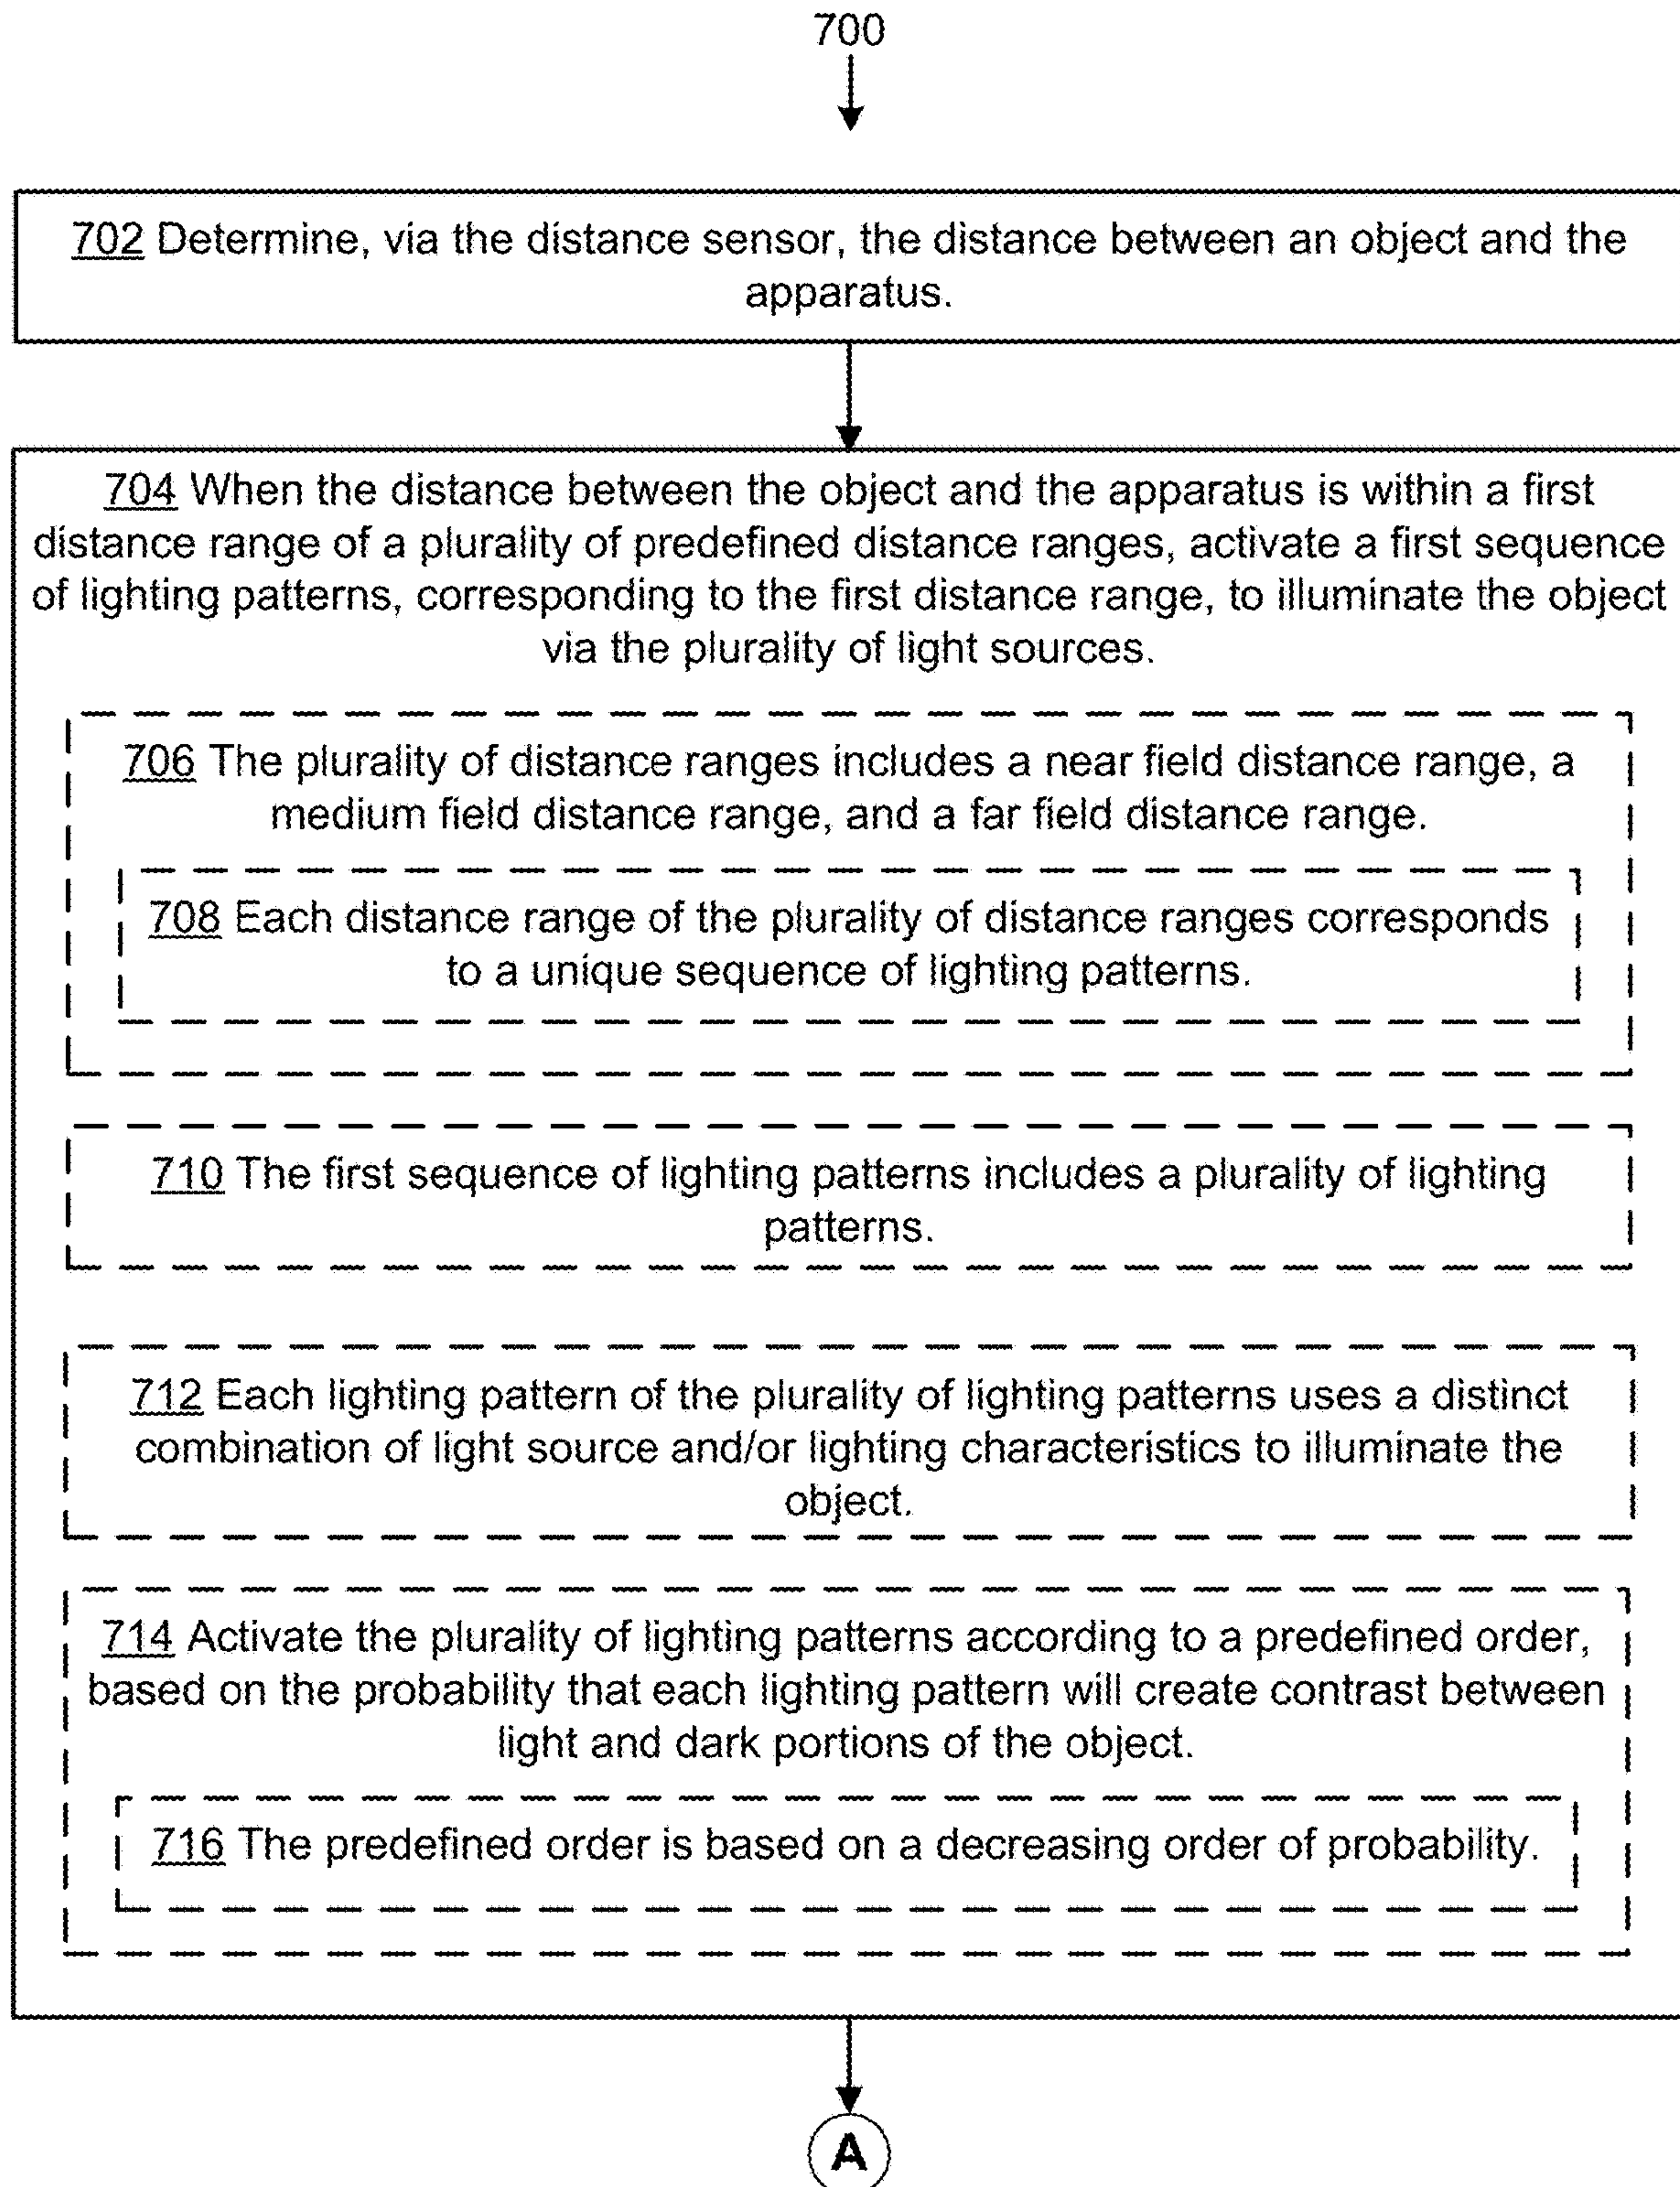 700
702 Determine, via the distance sensor, the distance between an object and the
apparatus.
704 When the distance between the object and the apparatus is within a first
distance range of a plurality of predefined distance ranges, activate a first sequence
of lighting patterns, corresponding to the first distance range, to illuminate the object
via the plurality of light sources.
706 The plurality of distance ranges includes a near field distance range, a
medium field distance range, and a far field distance range.
708 Each distance range of the plurality of distance ranges corresponds
to a unique sequence of lighting patterns.
710 The first sequence of lighting patterns includes a plurality of lighting
patterns.
712 Each lighting pattern of the plurality of lighting patterns uses a distinct
combination of light source and/or lighting characteristics to illuminate the
object.
714 Activate the plurality of lighting patterns according to a predefined order,
based on the probability that each lighting pattern will create contrast between
light and dark portions of the object.
716 The predefined order is based on a decreasing order of probability.
A